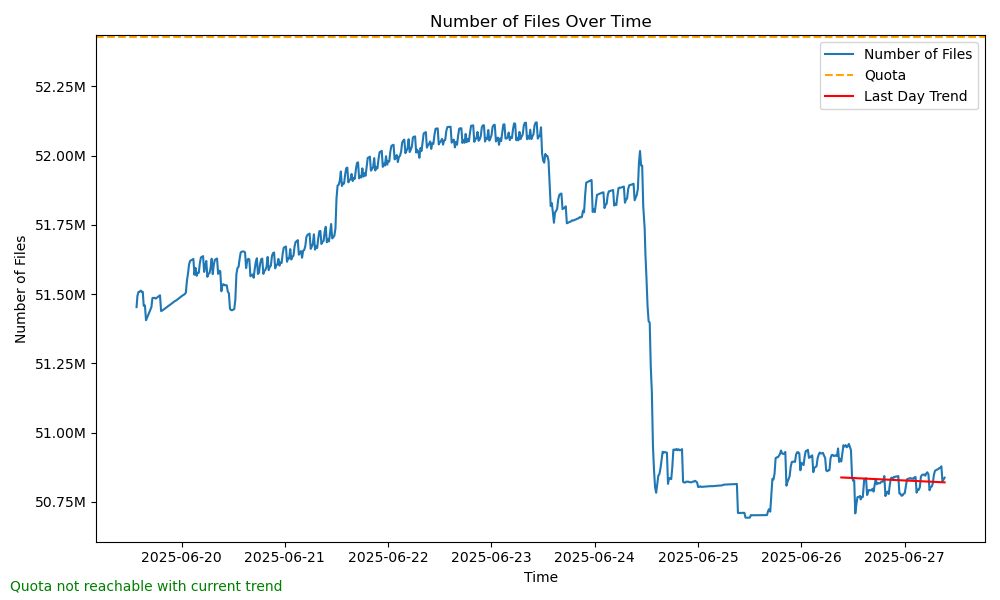 Number of Files Over Time
Number of Files
Quota
Last Day Trend
52.25M
52.00M
51.75M
51.50M
51.25M
51.00M
50.75M
Number of Files
2025-06-20
2025-06-21
2025-06-22
2025-06-23
2025-06-24
2025-06-25
2025-06-26
2025-06-27
Time
Quota not reachable with current trend